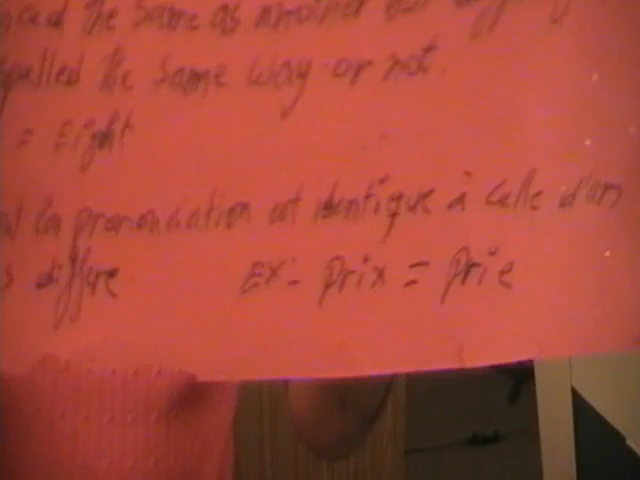 the same as another
spelled the same way or not.
= Eight
la prononciation est identique à celle d'un
differe EX: prix = prie